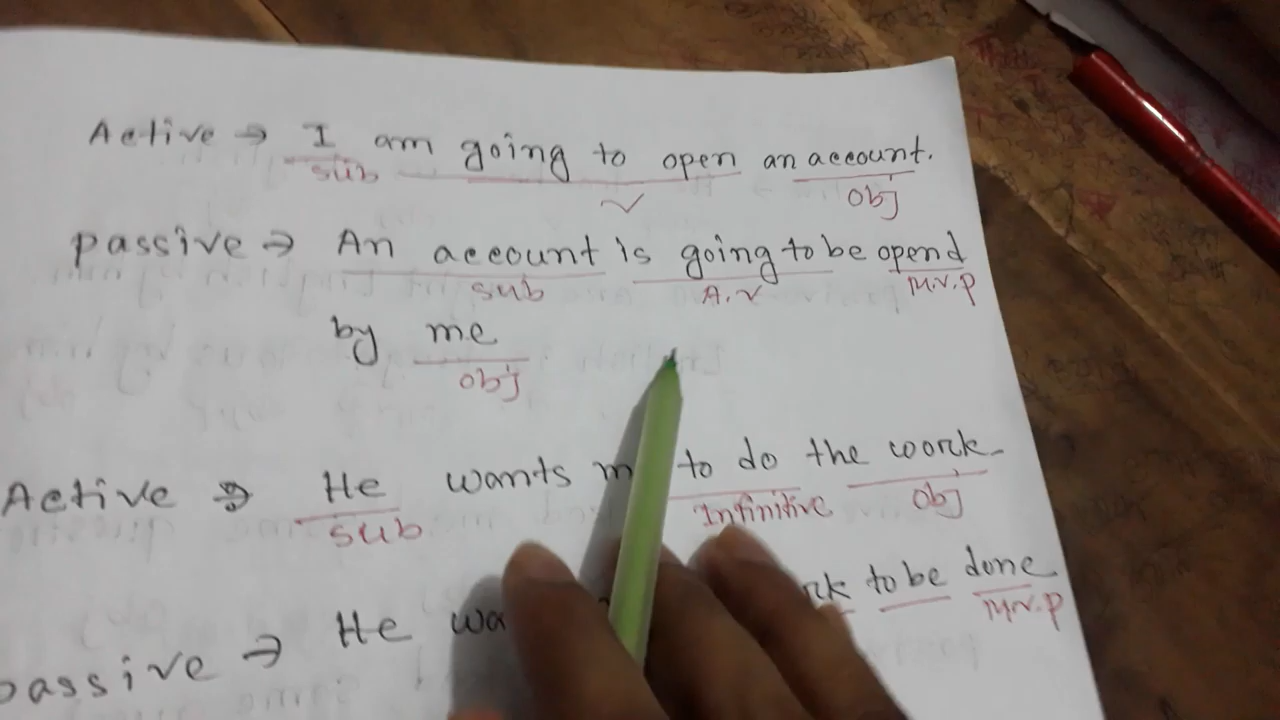 Active → I am going to open an account.
sub v obj
passive → An account is going to be opend
sub A.v M.v.p
by me
obj
Active → He wants to do the work.
sub Infinitive obj
passive → He to be done
M.v.p